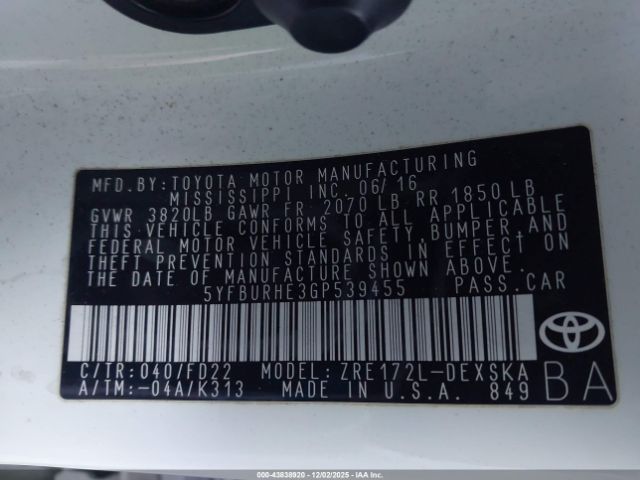 MFD. BY: TOYOTA MOTOR MANUFACTURING
MISSISSIPPI INC. 06/16
GVWR 3820LB GAWR FR 2070 LB RR 1850 LB
THIS VEHICLE CONFORMS TO ALL APPLICABLE
FEDERAL MOTOR VEHICLE SAFETY, BUMPER, AND
THEFT PREVENTION STANDARDS IN EFFECT ON
THE DATE OF MANUFACTURE SHOWN ABOVE.
5YFBURHE3GP539455 PASS. CAR
C/TR: 040/FD22 MODEL: ZRE172L-DEXSKA
A/TM: -04A/K313 MADE IN U.S.A. 849
BA
000-43838920 - 12/02/2025 - IAAI.COM